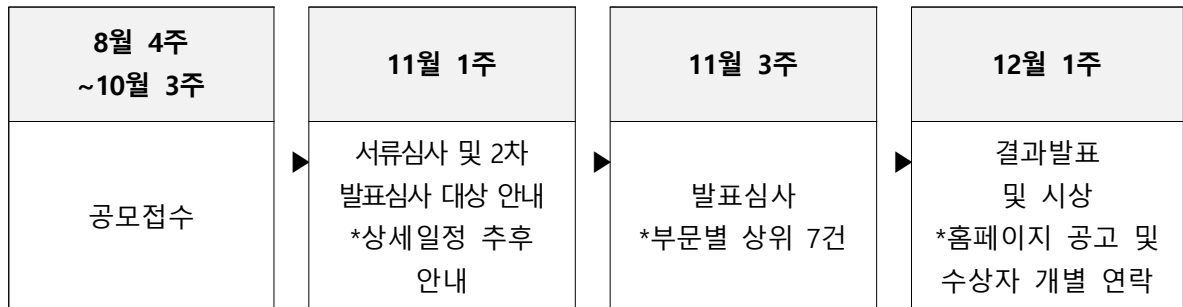 8월 4주
~10월 3주
공모접수
▶
11월 1주
서류심사 및 2차
발표심사 대상 안내
*상세일정 추후
안내
▶
11월 3주
발표심사
*부문별 상위 7건
▶
12월 1주
결과발표
및 시상
*홈페이지 공고 및
수상자 개별 연락